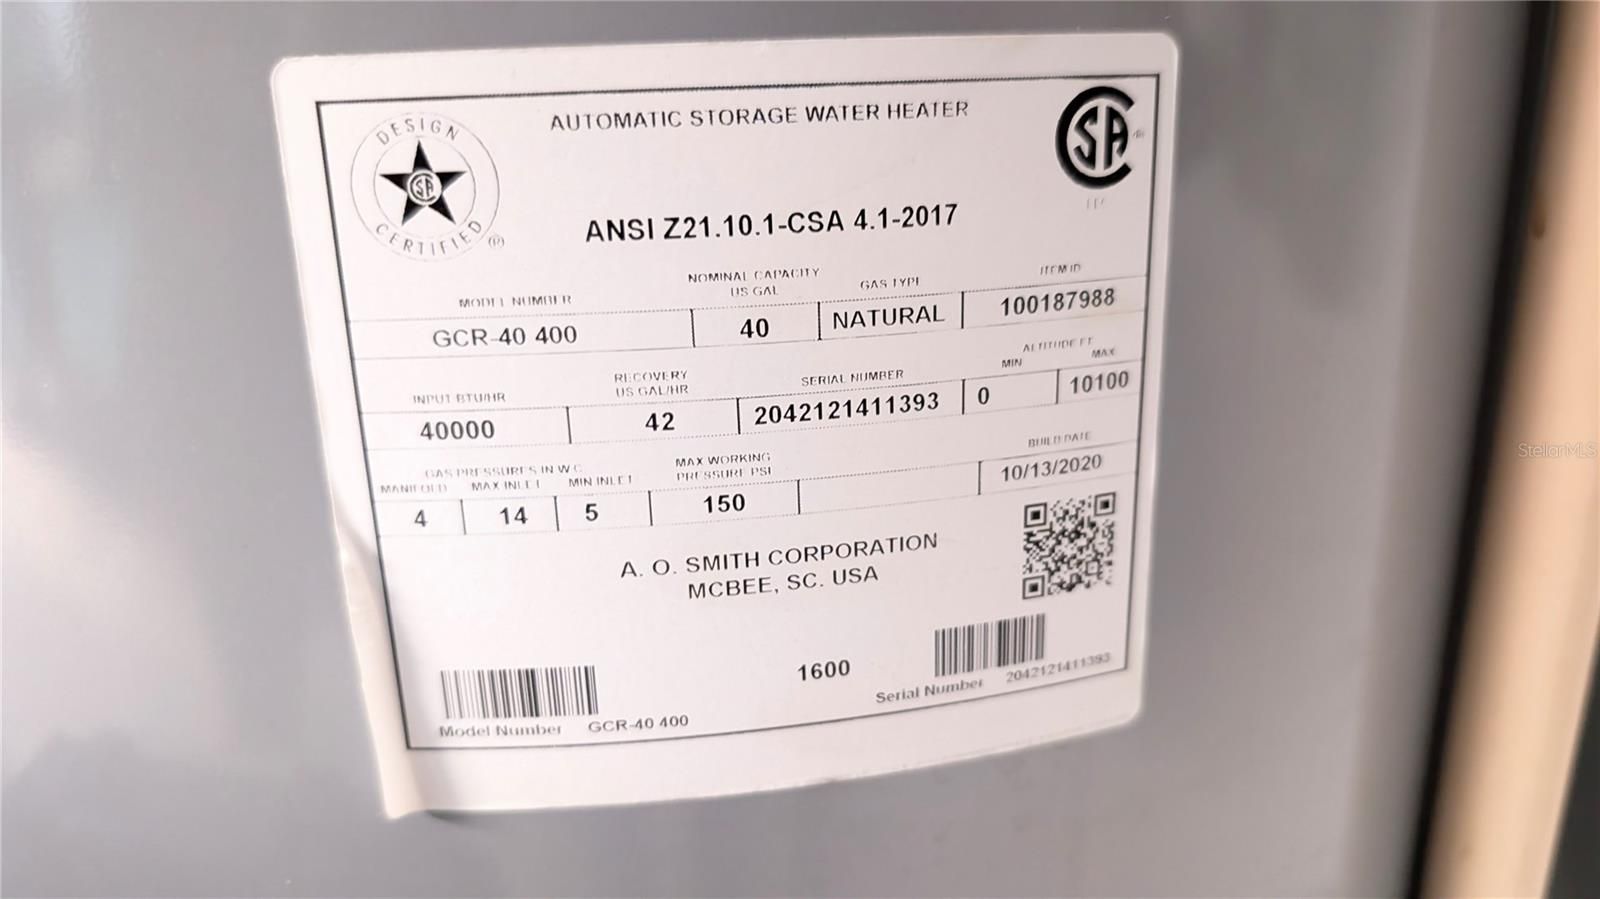 DESIGN
CSA
CERTIFIED
®
AUTOMATIC STORAGE WATER HEATER
CSA ®
ANSI Z21.10.1-CSA 4.1-2017
MODEL NUMBER
NOMINAL CAPACITY
US GAL
GAS TYPE
ITEM ID
GCR-40 400
40
NATURAL
100187988
INPUT BTU/HR
RECOVERY
US GAL/HR
SERIAL NUMBER
ALTITUDE FT
MIN
MAX
40000
42
2042121411393
0
10100
GAS PRESSURES IN W.C.
MANIFOLD
MAX INLET
MIN INLET
MAX WORKING
PRESSURE PSI
BUILD DATE
4
14
5
150
10/13/2020
A. O. SMITH CORPORATION
MCBEE, SC. USA
1600
Model Number GCR-40 400
Serial Number 2042121411393
StellarMLS